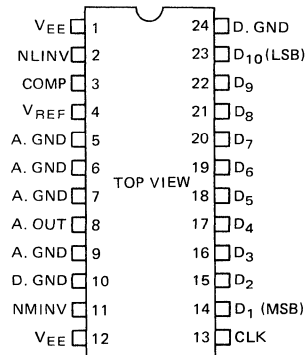 VEE 1 24 D. GND
NLINV 2 23 D10 (LSB)
COMP 3 22 D9
VREF 4 21 D8
A. GND 5 20 D7
A. GND 6 19 D6
TOP VIEW
A. GND 7 18 D5
A. OUT 8 17 D4
A. GND 9 16 D3
D. GND 10 15 D2
NMINV 11 14 D1 (MSB)
VEE 12 13 CLK